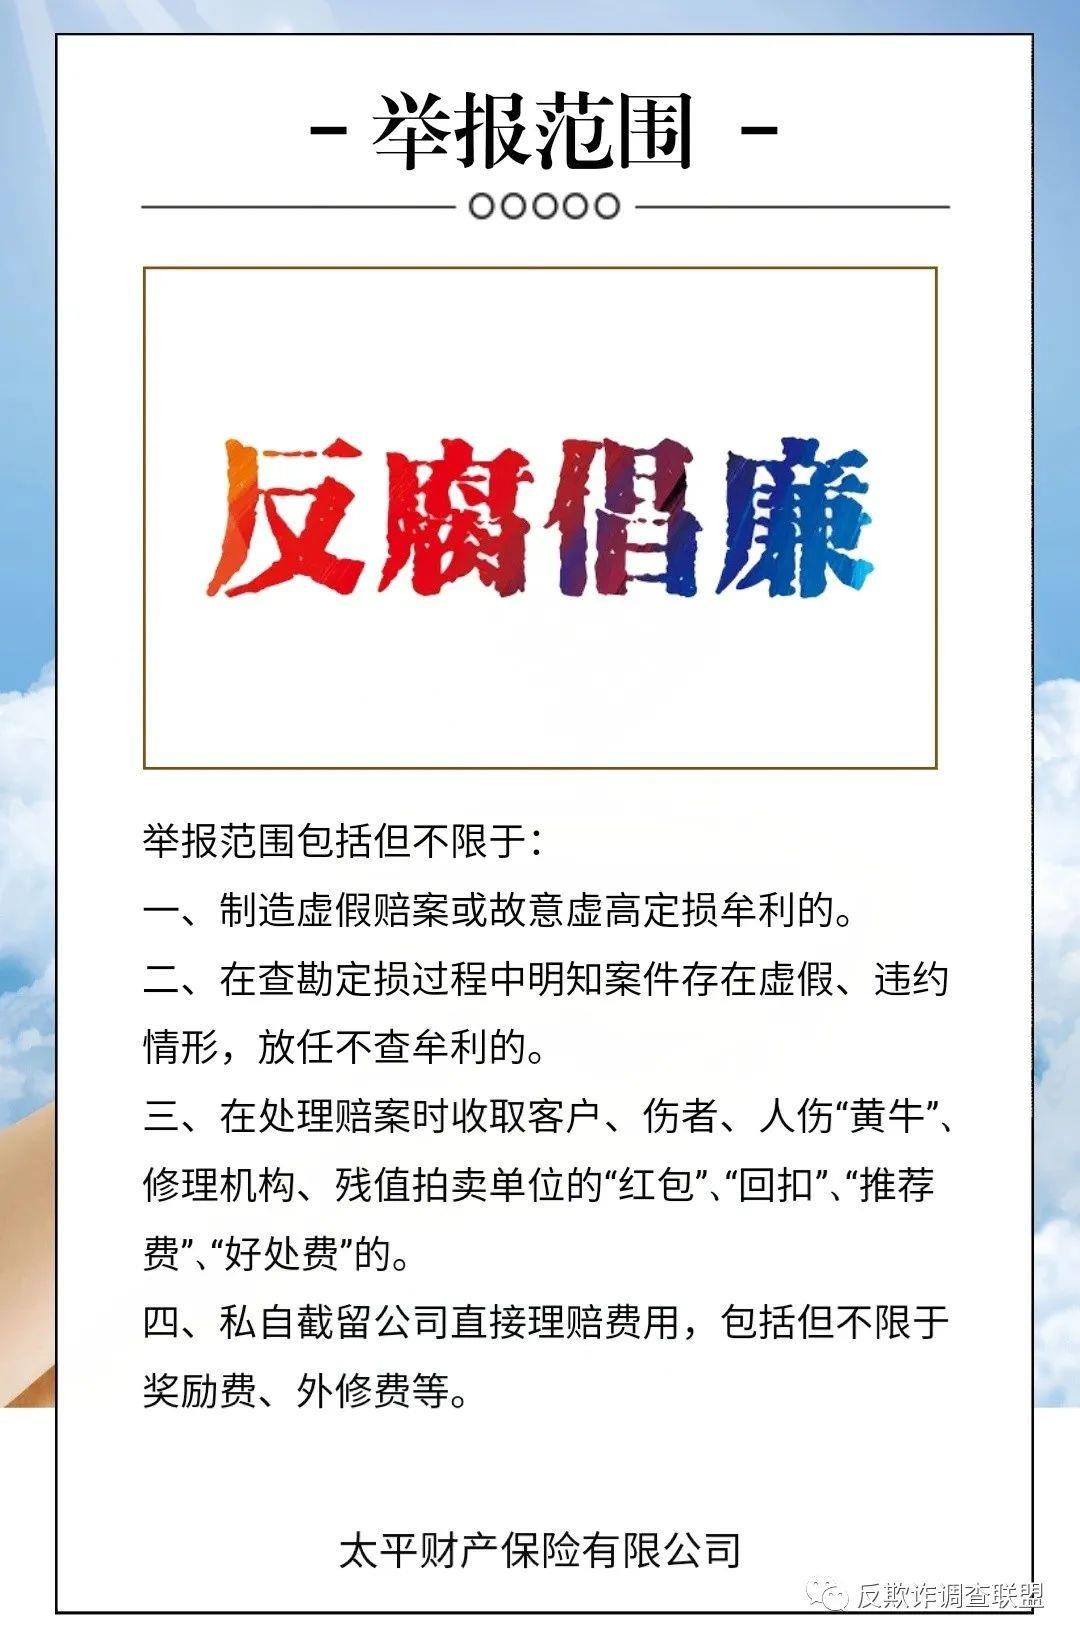 - 举报范围 -
反腐倡廉
举报范围包括但不限于：
一、制造虚假赔案或故意虚高定损牟利的。
二、在查勘定损过程中明知案件存在虚假、违约
情形，放任不查牟利的。
三、在处理赔案时收取客户、伤者、人伤“黄牛”、
修理机构、残值拍卖单位的“红包”、“回扣”、“推荐
费”、“好处费”的。
四、私自截留公司直接理赔费用，包括但不限于
奖励费、外修费等。
太平财产保险有限公司
反欺诈调查联盟